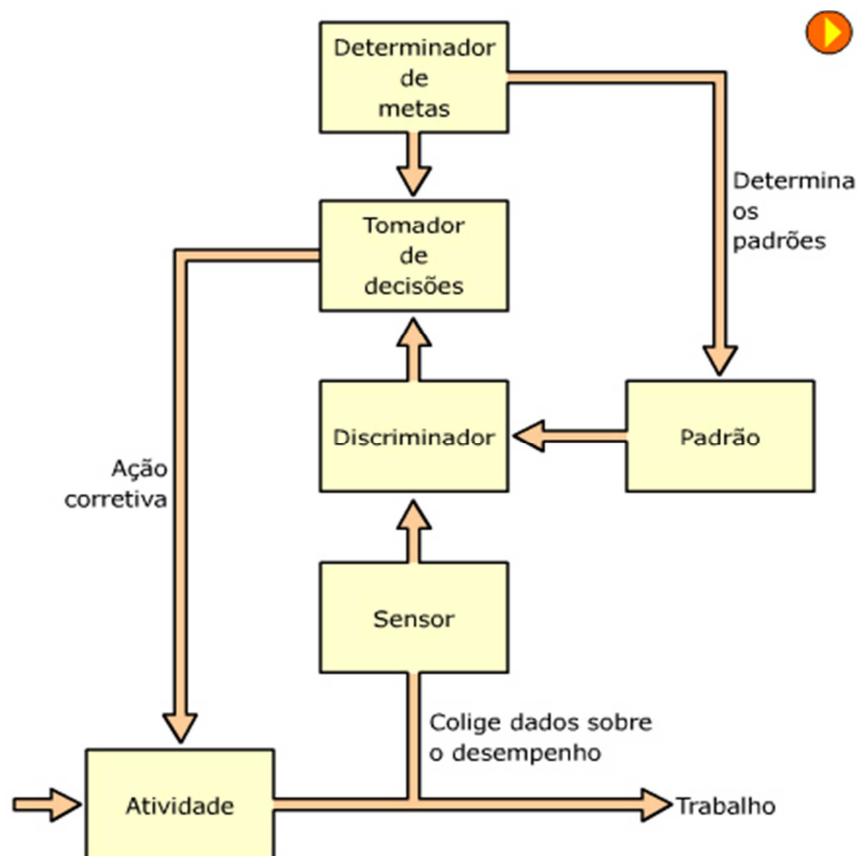 Determinador
de
metas
Determina
os
padrões
Tomador
de
decisões
Discriminador
Padrão
Ação
corretiva
Sensor
Colige dados sobre
o desempenho
Atividade
Trabalho